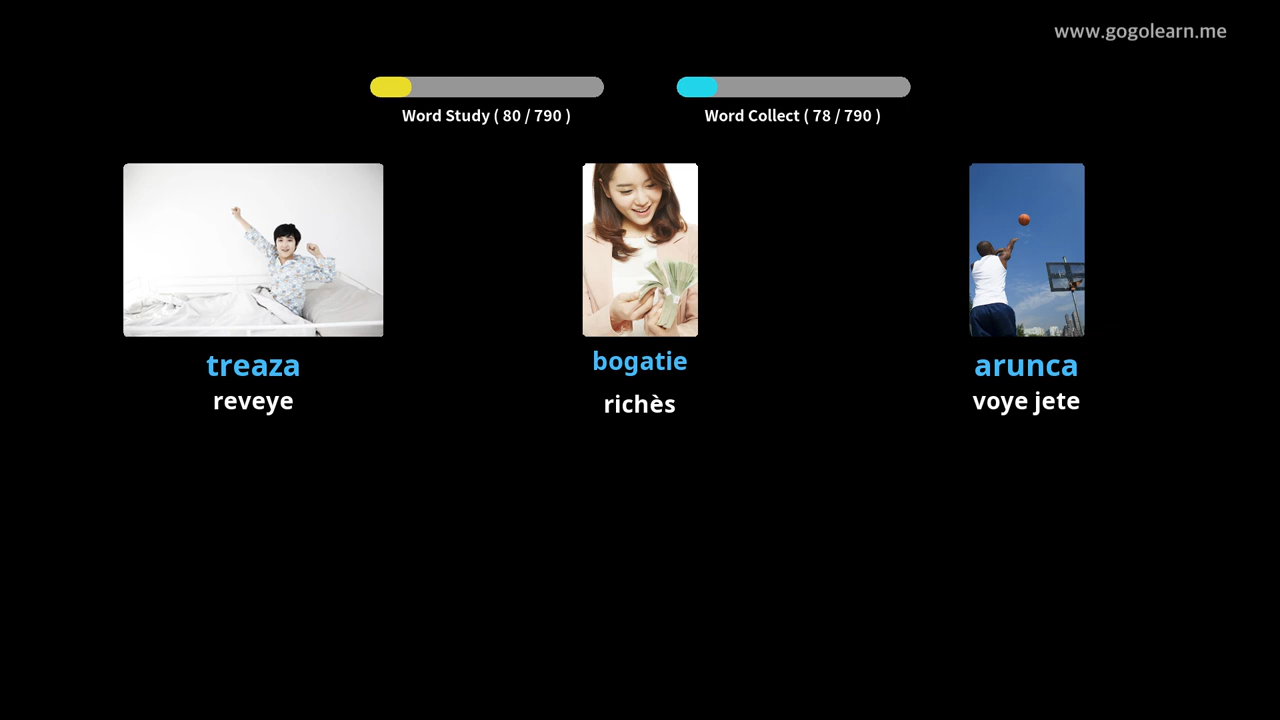 www.gogolearn.me
Word Study ( 80 / 790 )
Word Collect ( 78 / 790 )
treaza
reveye
bogatie
richès
arunca
voye jete